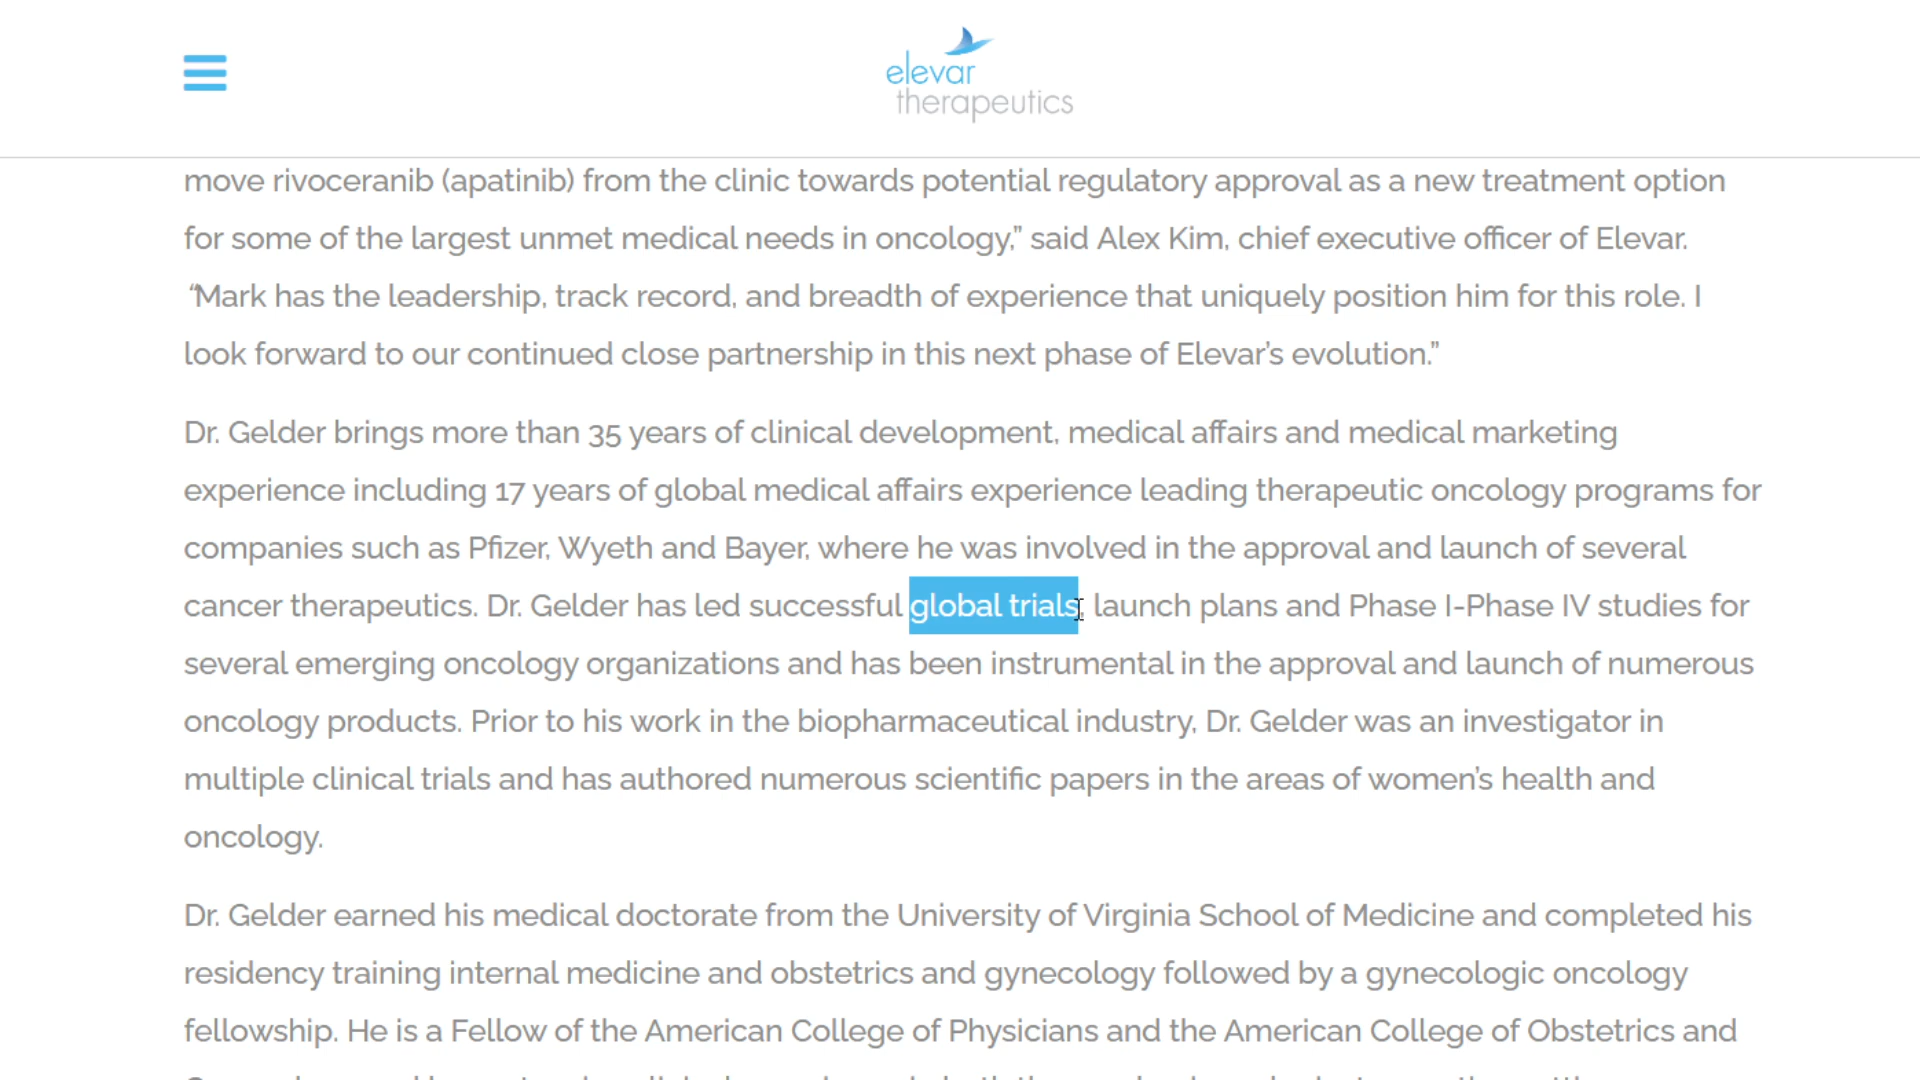 elevar
therapeutics
move rivoceranib (apatinib) from the clinic towards potential regulatory approval as a new treatment option
for some of the largest unmet medical needs in oncology,” said Alex Kim, chief executive officer of Elevar.
“Mark has the leadership, track record, and breadth of experience that uniquely position him for this role. I
look forward to our continued close partnership in this next phase of Elevar’s evolution.”
Dr. Gelder brings more than 35 years of clinical development, medical affairs and medical marketing
experience including 17 years of global medical affairs experience leading therapeutic oncology programs for
companies such as Pfizer, Wyeth and Bayer, where he was involved in the approval and launch of several
cancer therapeutics. Dr. Gelder has led successful global trials, launch plans and Phase I-Phase IV studies for
several emerging oncology organizations and has been instrumental in the approval and launch of numerous
oncology products. Prior to his work in the biopharmaceutical industry, Dr. Gelder was an investigator in
multiple clinical trials and has authored numerous scientific papers in the areas of women’s health and
oncology.
Dr. Gelder earned his medical doctorate from the University of Virginia School of Medicine and completed his
residency training internal medicine and obstetrics and gynecology followed by a gynecologic oncology
fellowship. He is a Fellow of the American College of Physicians and the American College of Obstetrics and